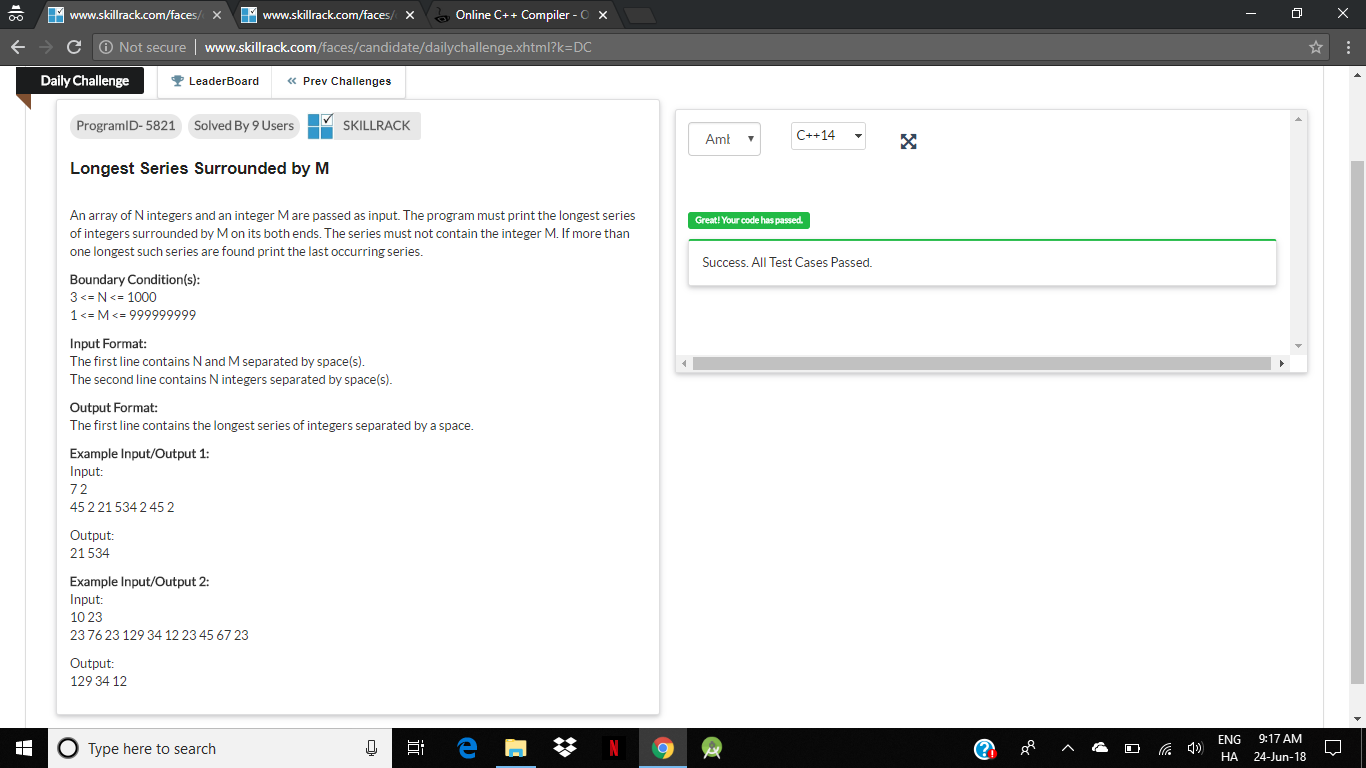 www.skillrack.com/faces/
www.skillrack.com/faces/
Online C++ Compiler - O
Not secure
www.skillrack.com/faces/candidate/dailychallenge.xhtml?k=DC
Daily Challenge
LeaderBoard
Prev Challenges
ProgramID- 5821
Solved By 9 Users
SKILLRACK
Longest Series Surrounded by M
An array of N integers and an integer M are passed as input. The program must print the longest series
of integers surrounded by M on its both ends. The series must not contain the integer M. If more than
one longest such series are found print the last occurring series.
Boundary Condition(s):
3 <= N <= 1000
1 <= M <= 999999999
Input Format:
The first line contains N and M separated by space(s).
The second line contains N integers separated by space(s).
Output Format:
The first line contains the longest series of integers separated by a space.
Example Input/Output 1:
Input:
7 2
45 2 21 534 2 45 2
Output:
21 534
Example Input/Output 2:
Input:
10 23
23 76 23 129 34 12 23 45 67 23
Output:
129 34 12
C++14
Great! Your code has passed.
Success. All Test Cases Passed.
Type here to search
N
ENG
HA
9:17 AM
24-Jun-18